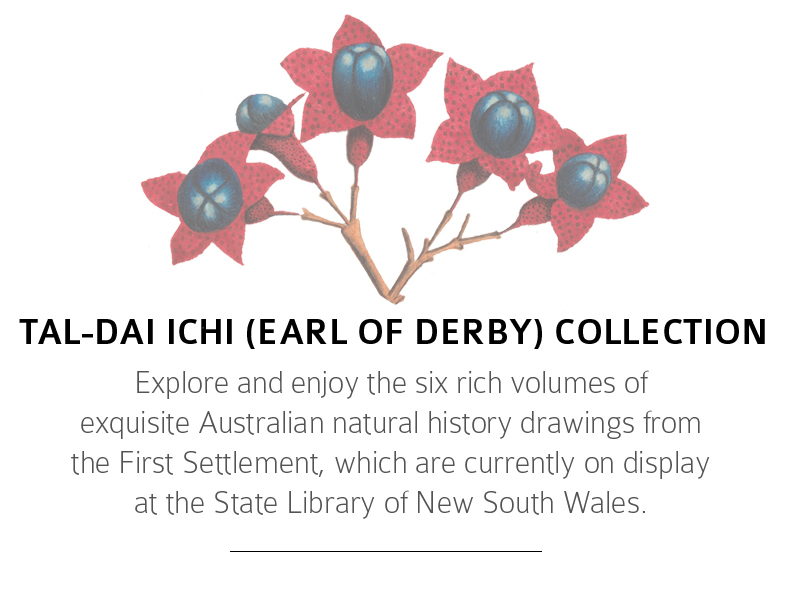 TAL-DAI ICHI (EARL OF DERBY) COLLECTION
Explore and enjoy the six rich volumes of
exquisite Australian natural history drawings from
the First Settlement, which are currently on display
at the State Library of New South Wales.